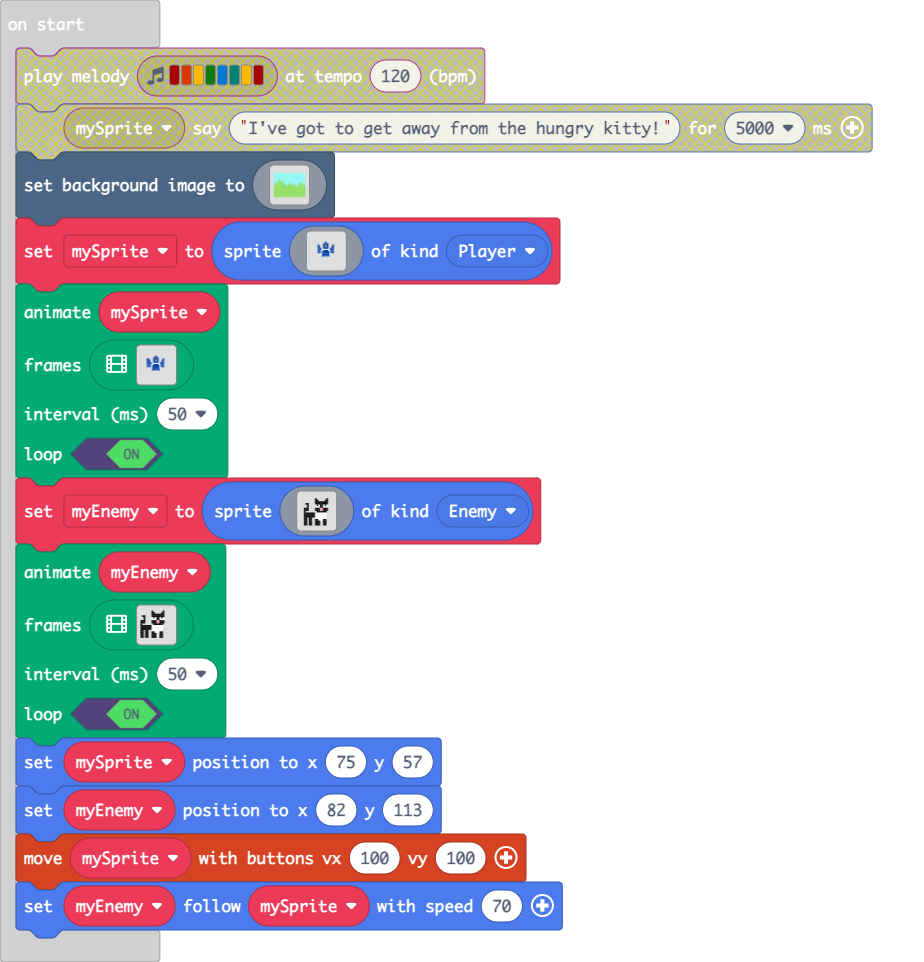 on start
play melody at tempo 120 (bpm)
mySprite say "I've got to get away from the hungry kitty!" for 5000 ms
set background image to
set mySprite to sprite of kind Player
animate mySprite
frames
interval (ms) 50
loop ON
set myEnemy to sprite of kind Enemy
animate myEnemy
frames
interval (ms) 50
loop ON
set mySprite position to x 75 y 57
set myEnemy position to x 82 y 113
move mySprite with buttons vx 100 vy 100
set myEnemy follow mySprite with speed 70